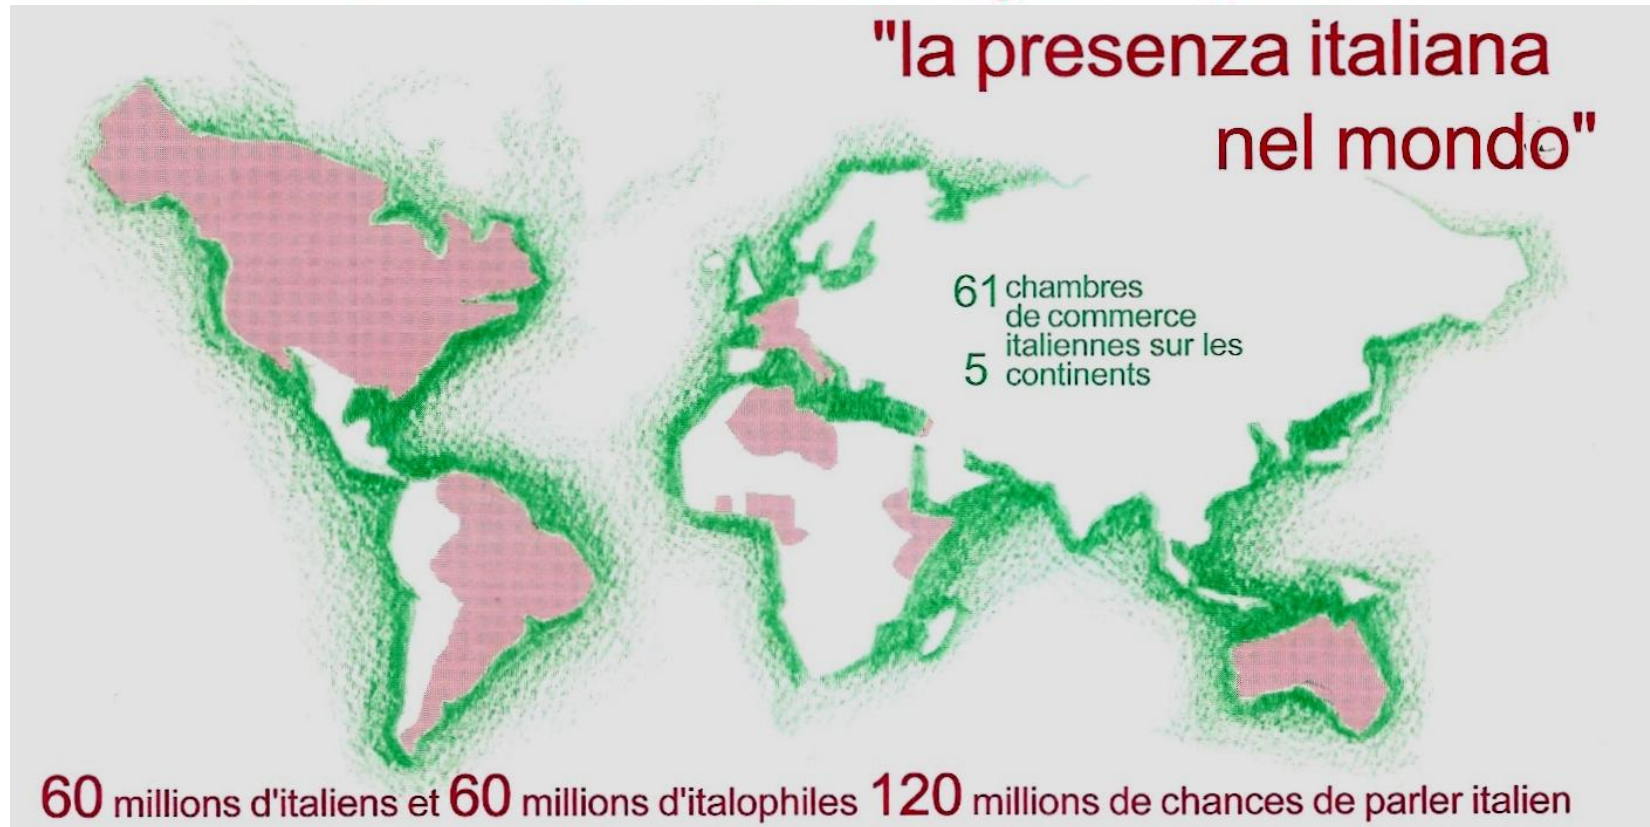 "la presenza italiana
nel mondo"
61 chambres
de commerce
italiennes sur les
5 continents
60 millions d'italiens et 60 millions d'italophiles 120 millions de chances de parler italien